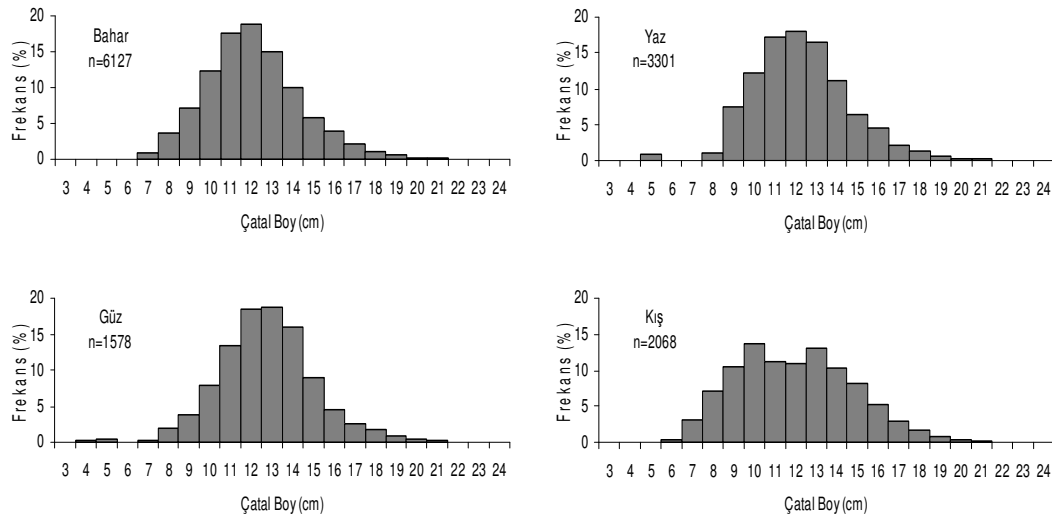 20
15
10
5
0
Frekans (%)
Bahar
n=6127
3 4 5 6 7 8 9 10 11 12 13 14 15 16 17 18 19 20 21 22 23 24
Çatal Boy (cm)
20
15
10
5
0
Frekans (%)
Yaz
n=3301
3 4 5 6 7 8 9 10 11 12 13 14 15 16 17 18 19 20 21 22 23 24
Çatal Boy (cm)
20
15
10
5
0
Frekans (%)
Güz
n=1578
3 4 5 6 7 8 9 10 11 12 13 14 15 16 17 18 19 20 21 22 23 24
Çatal Boy (cm)
20
15
10
5
0
Frekans (%)
Kış
n=2068
3 4 5 6 7 8 9 10 11 12 13 14 15 16 17 18 19 20 21 22 23 24
Çatal Boy (cm)